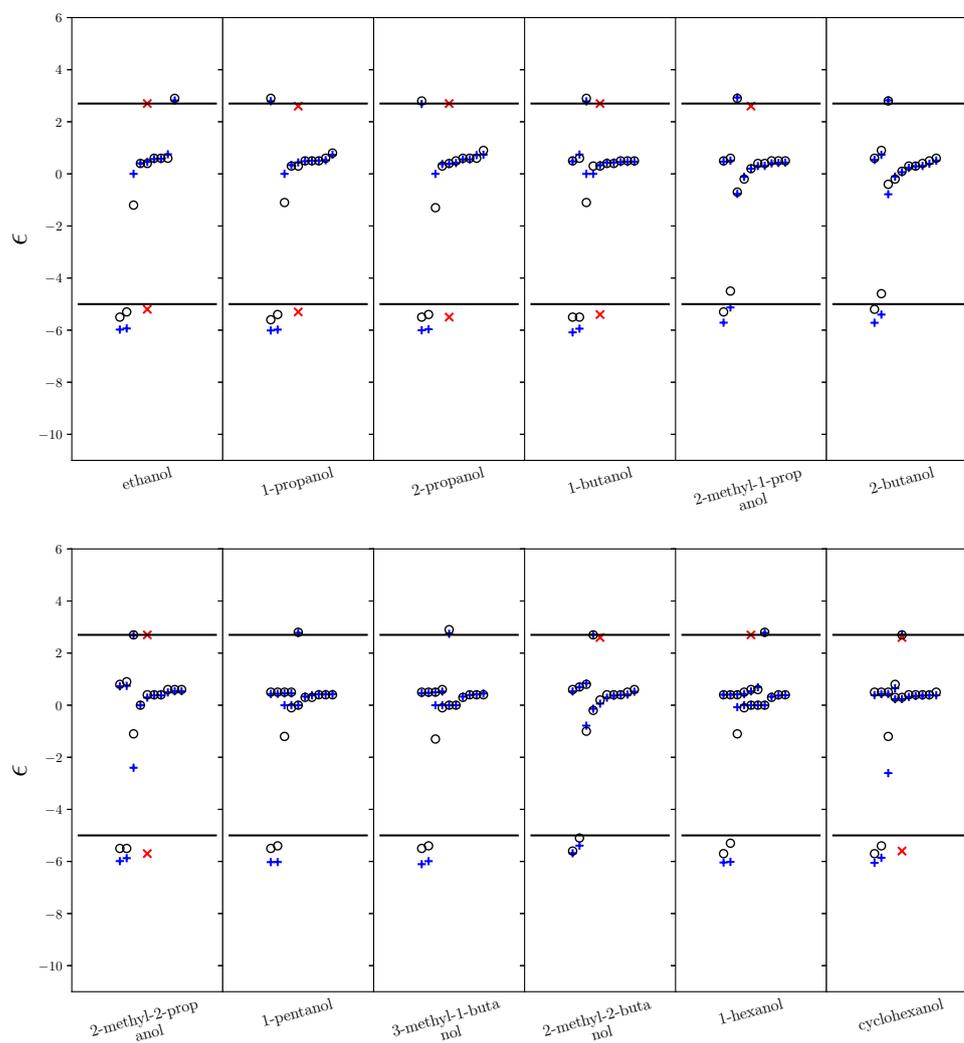 6
4
2
0
−2
−4
−6
−8
−10
ϵ
ethanol
1-propanol
2-propanol
1-butanol
2-methyl-1-prop
anol
2-butanol
6
4
2
0
−2
−4
−6
−8
−10
ϵ
2-methyl-2-prop
anol
1-pentanol
3-methyl-1-buta
nol
2-methyl-2-buta
nol
1-hexanol
cyclohexanol